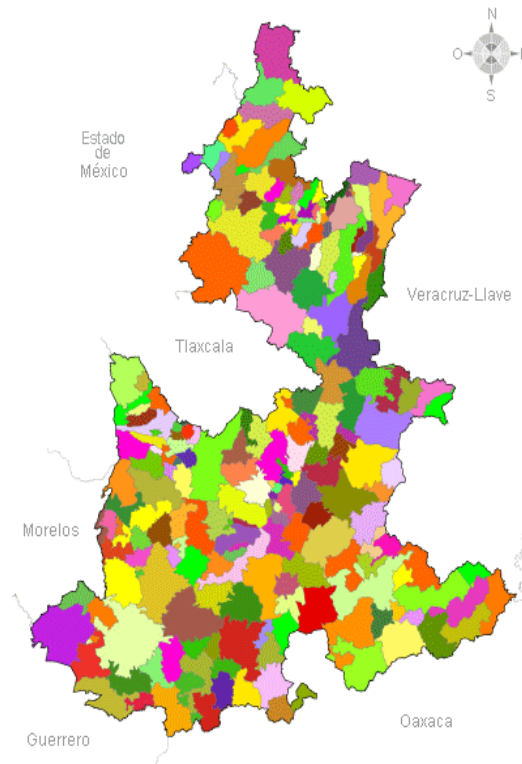 N
O
S
Estado
de
México
Veracruz-Llave
Tlaxcala
Morelos
Guerrero
Oaxaca